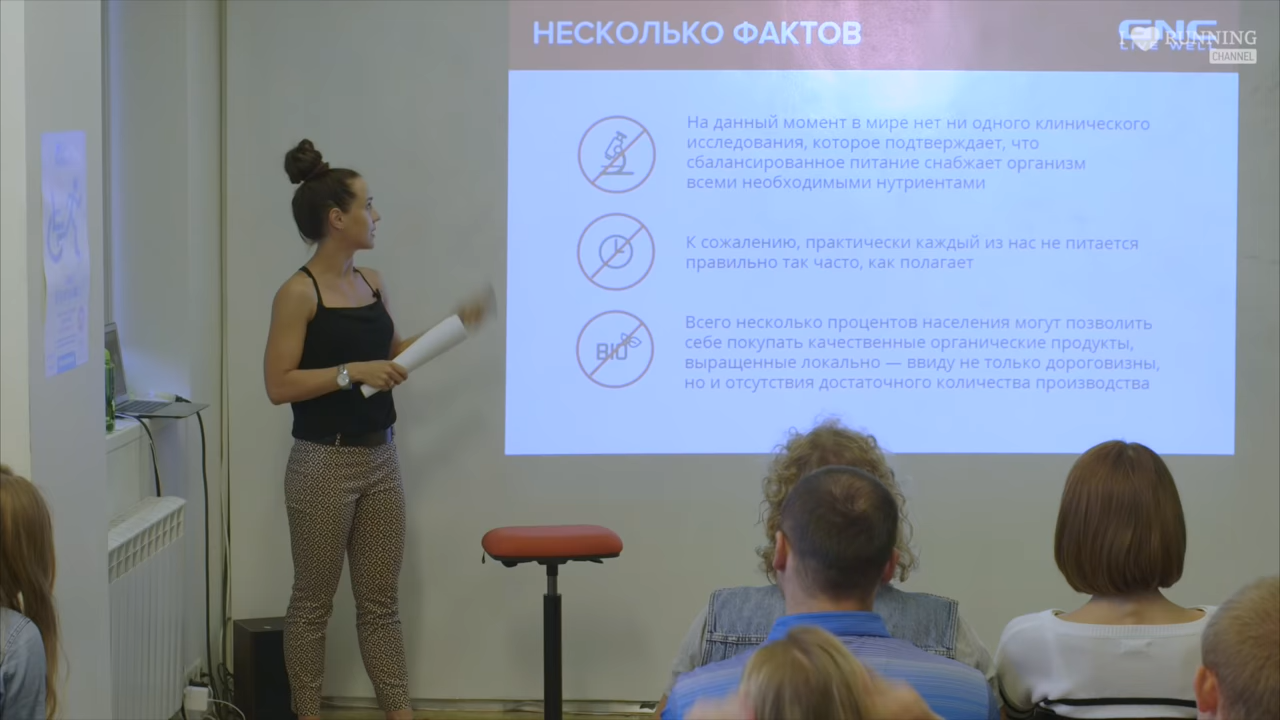 НЕСКОЛЬКО ФАКТОВ
GNC
LIVE WELL
I RUNNING
CHANNEL
На данный момент в мире нет ни одного клинического
исследования, которое подтверждает, что
сбалансированное питание снабжает организм
всеми необходимыми нутриентами
К сожалению, практически каждый из нас не питается
правильно так часто, как полагает
BIO
Всего несколько процентов населения могут позволить
себе покупать качественные органические продукты,
выращенные локально — ввиду не только дороговизны,
но и отсутствия достаточного количества производства